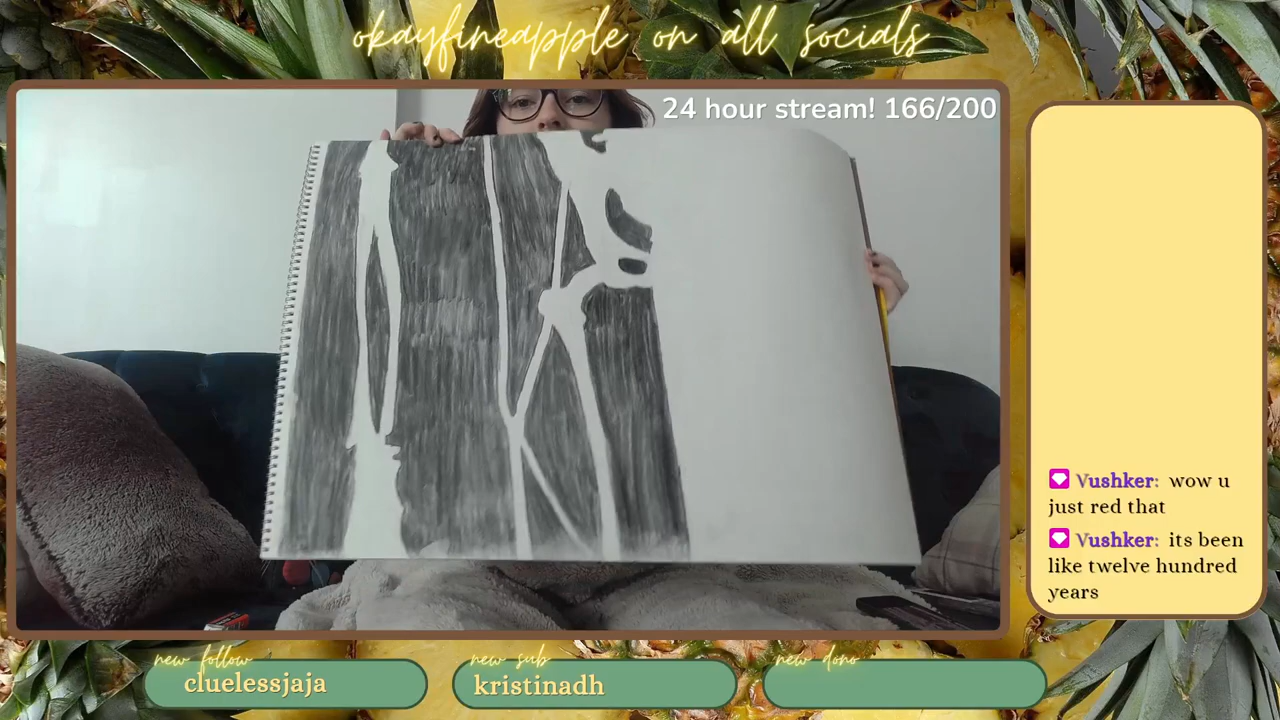 okayfineapple on all socials
24 hour stream! 166/200
Vushker: wow u
just red that
Vushker: its been
like twelve hundred
years
new follow
cluelessjaja
new sub
kristinadh
new dono